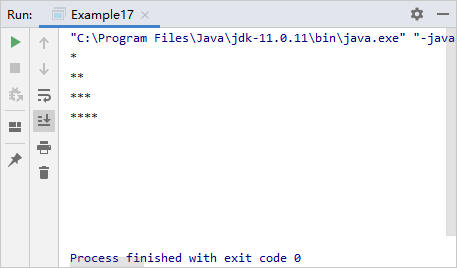 Run: Example17
"C:\Program Files\Java\jdk-11.0.11\bin\java.exe" "-java
*
**
***
****
Process finished with exit code 0